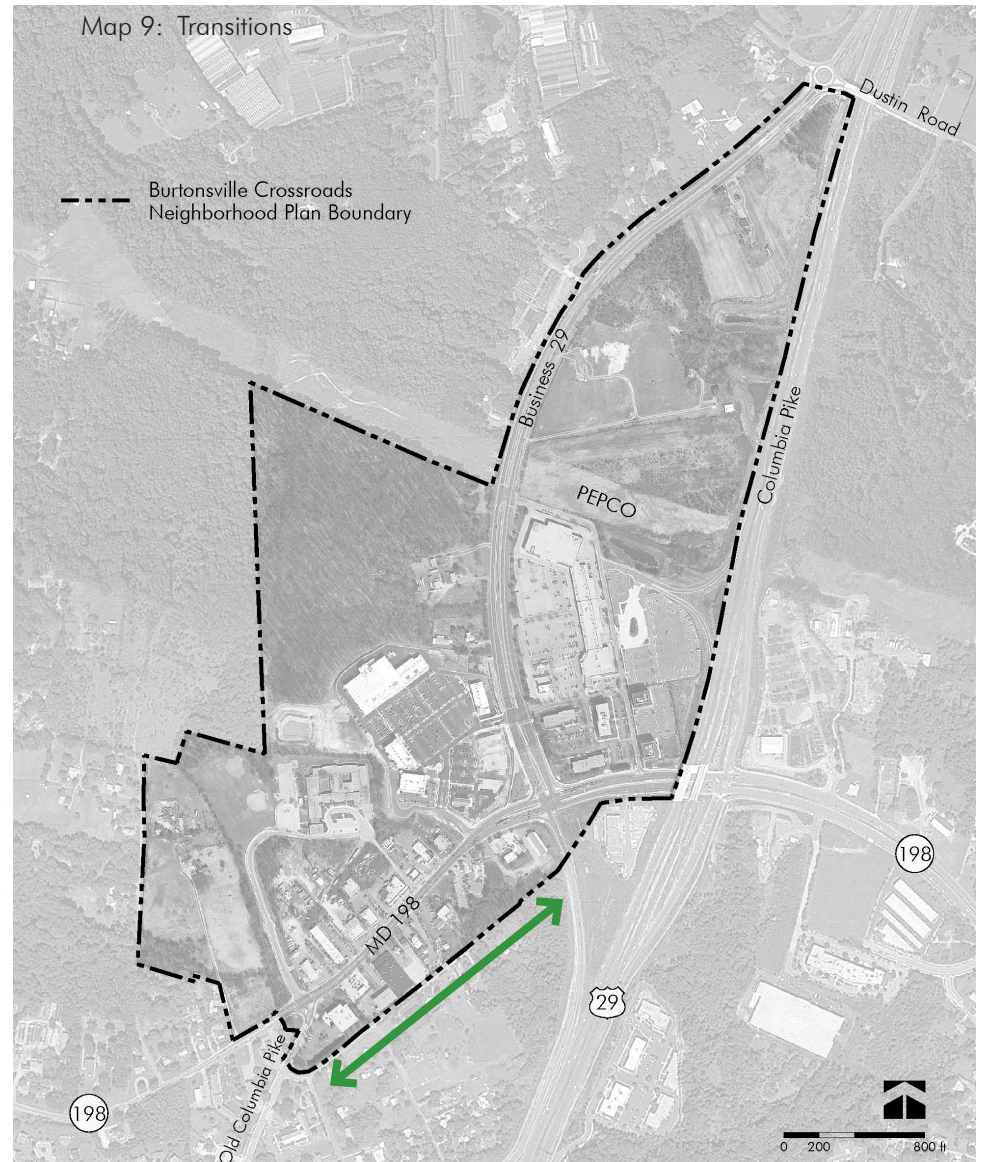 Map 9: Transitions
Dustin Road
Burtonsville Crossroads
Neighborhood Plan Boundary
Business 29
Columbia Pike
PEPCO
198
MD 198
29
Old Columbia Pike
198
0 200 800 ft